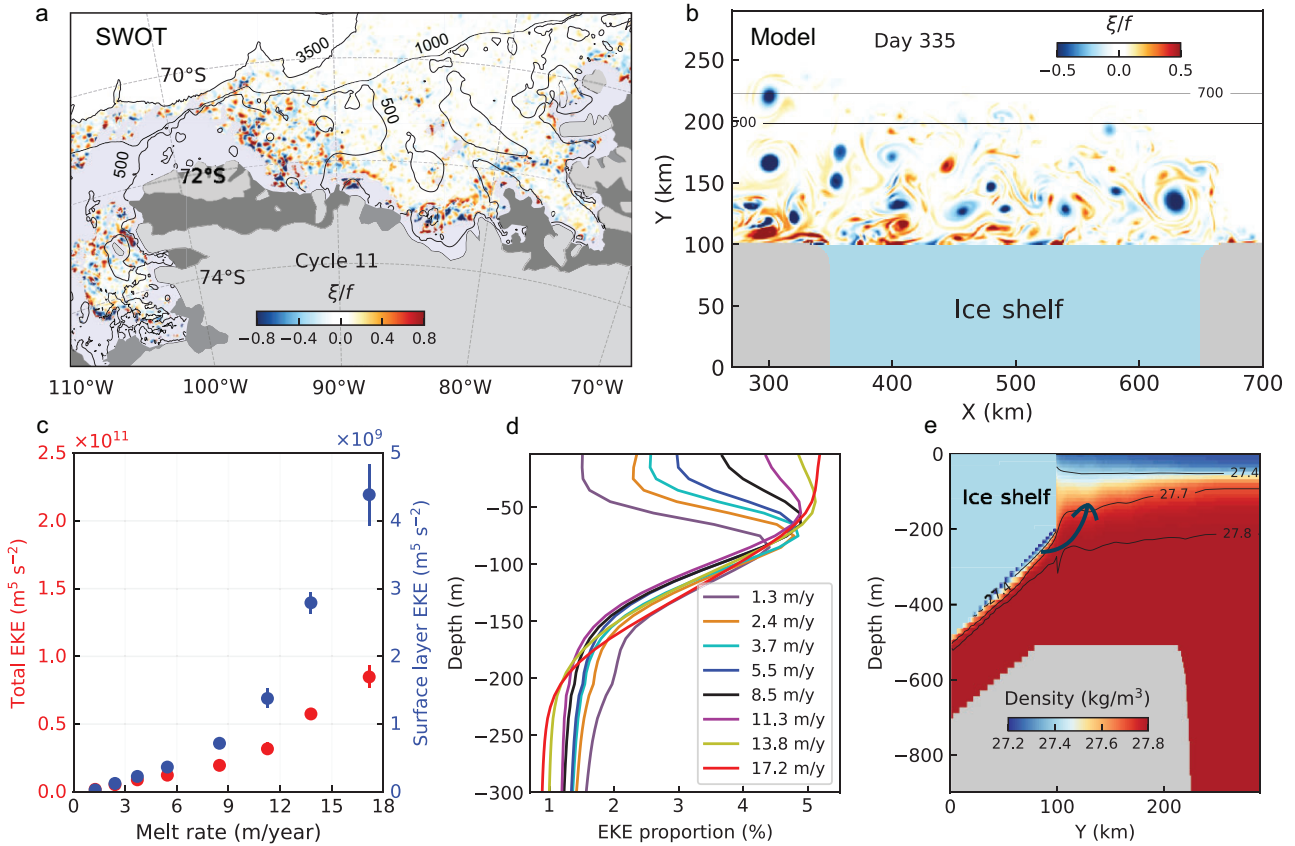 a
SWOT
3500
1000
70°S
500
500
72°S
74°S
Cycle 11
ξ/f
−0.8 −0.4 0.0 0.4 0.8
110°W 100°W 90°W 80°W 70°W
b
Model
Day 335
ξ/f
−0.5 0.0 0.5
700
500
Ice shelf
Y (km)
250
200
150
100
50
0
300 400 500 600 700
X (km)
c
×10¹¹
×10⁹
Total EKE (m⁵ s⁻²)
2.5
2.0
1.5
1.0
0.5
0.0
Surface layer EKE (m⁵ s⁻²)
5
4
3
2
1
0
0 3 6 9 12 15 18
Melt rate (m/year)
d
Depth (m)
−50
−100
−150
−200
−250
−300
1.3 m/y
2.4 m/y
3.7 m/y
5.5 m/y
8.5 m/y
11.3 m/y
13.8 m/y
17.2 m/y
1 2 3 4 5
EKE proportion (%)
e
Depth (m)
0
−200
−400
−600
−800
Ice shelf
27.4
27.7
27.8
27.4
Density (kg/m³)
27.2 27.4 27.6 27.8
0 100 200
Y (km)